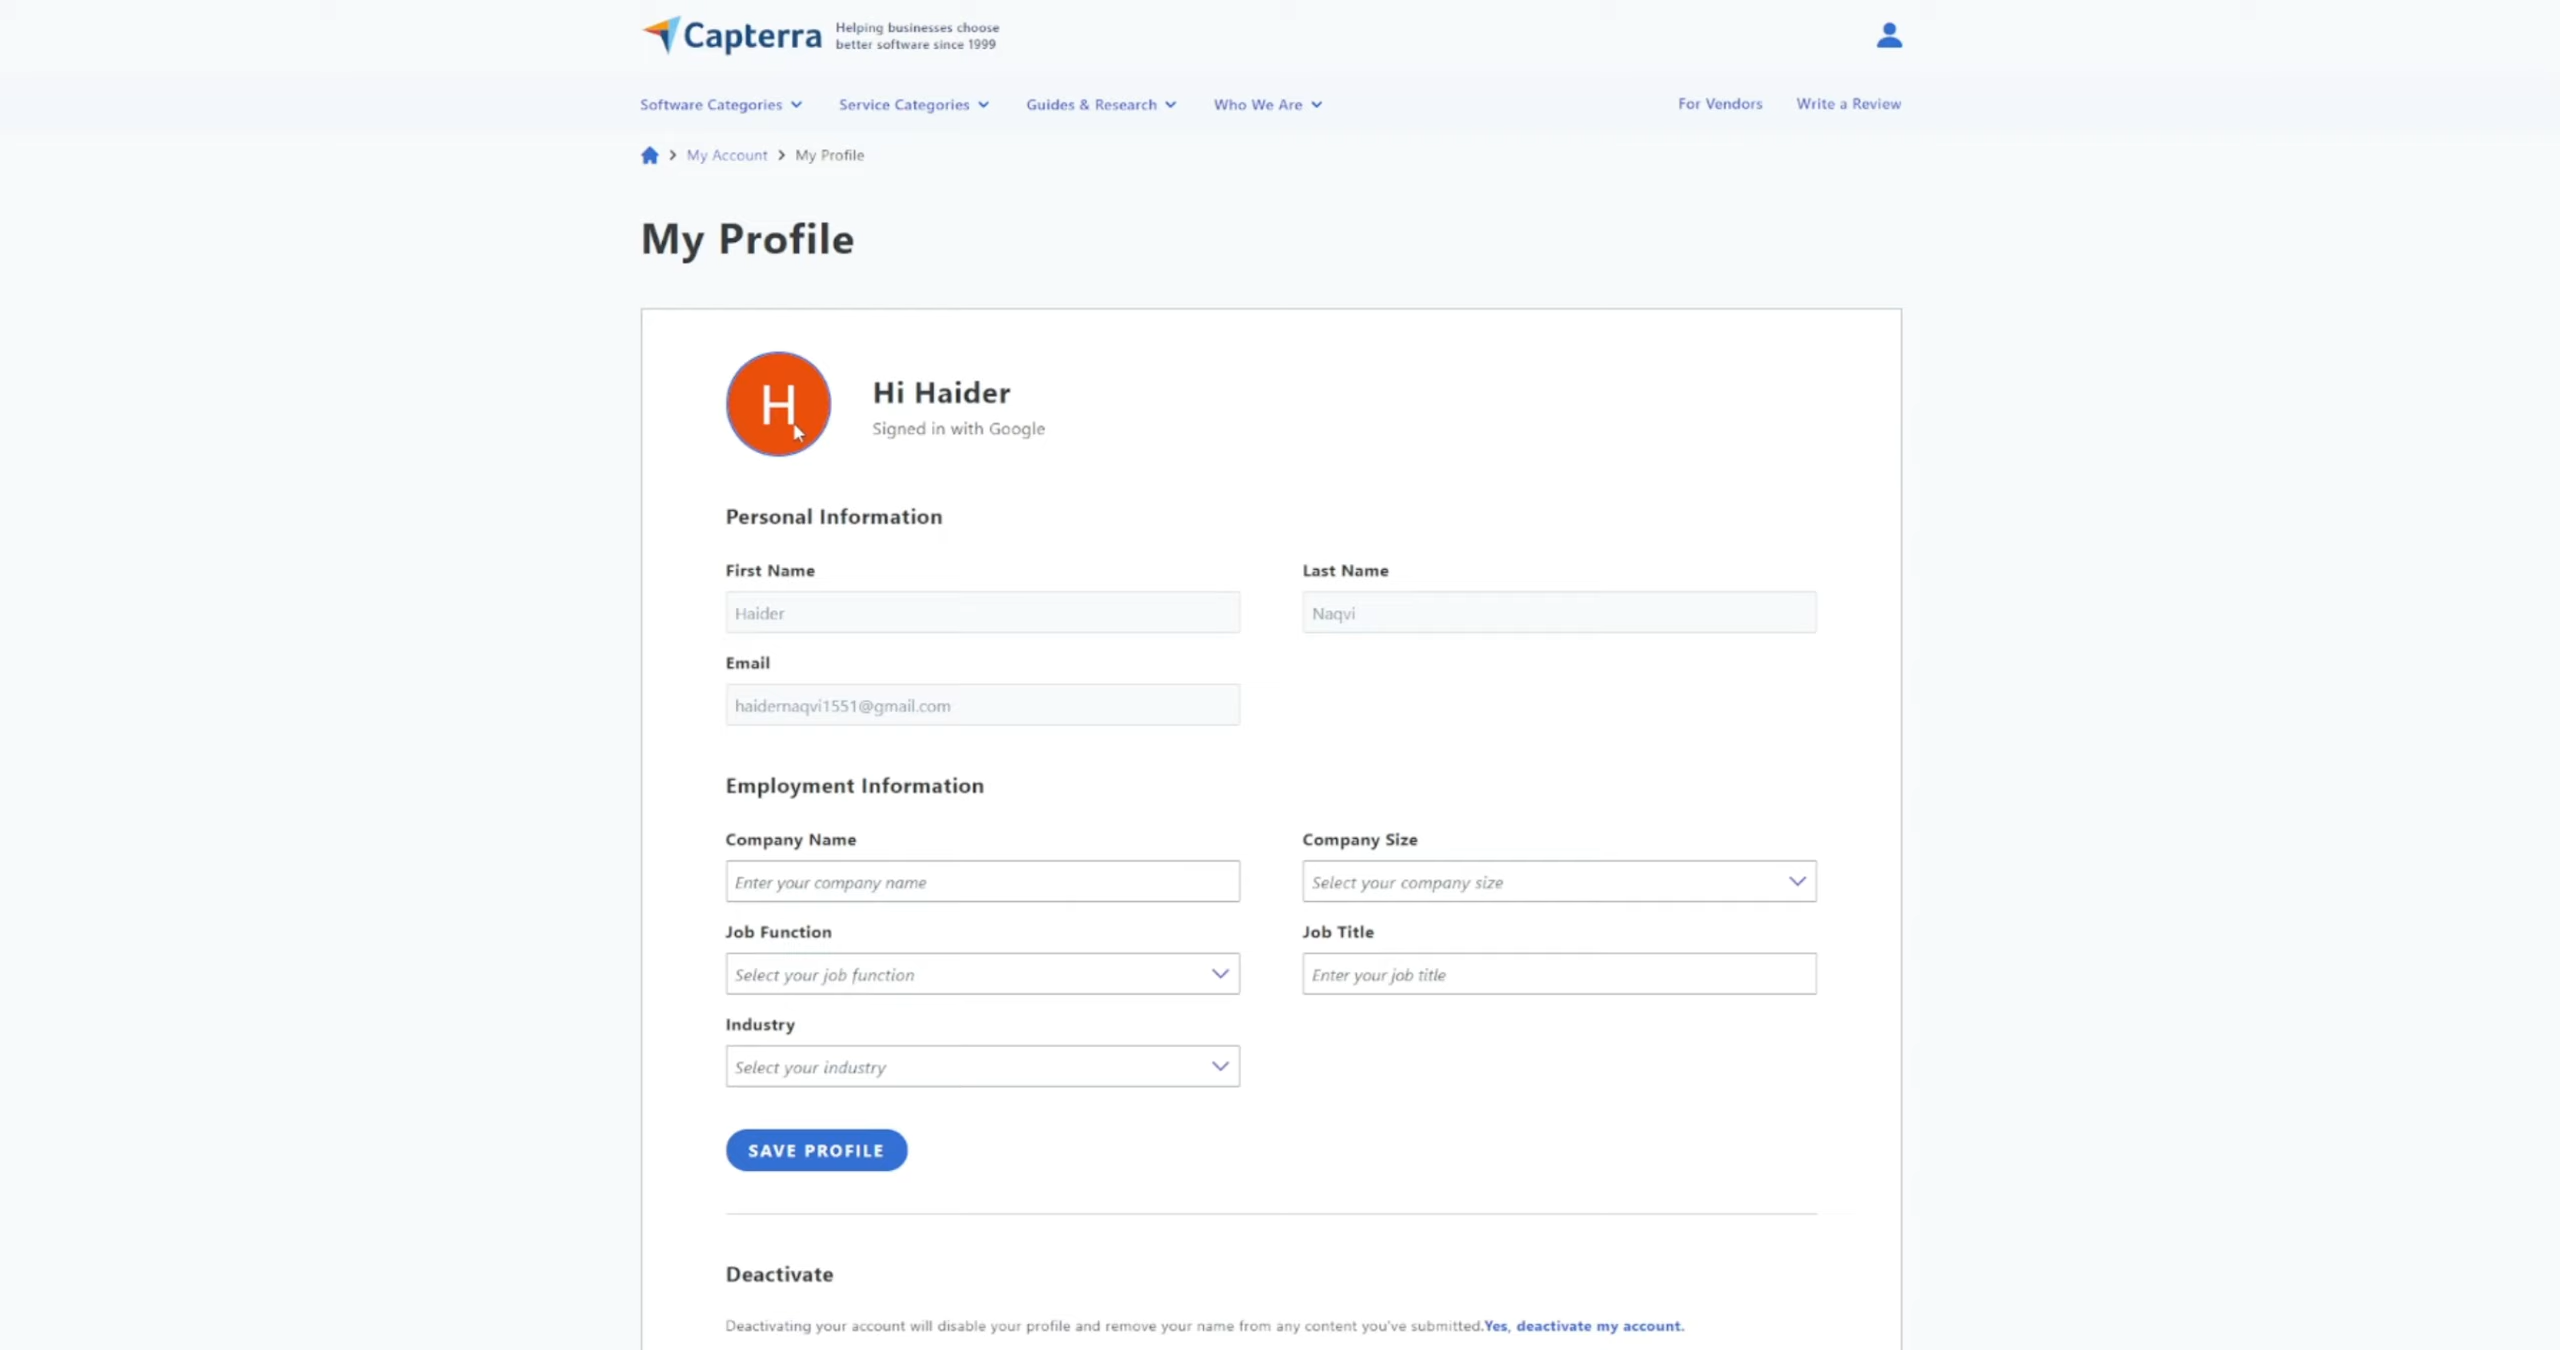 Capterra
Helping businesses choose
better software since 1999
Software Categories
Service Categories
Guides & Research
Who We Are
For Vendors
Write a Review
My Account
My Profile
My Profile
H
Hi Haider
Signed in with Google
Personal Information
First Name
Last Name
Haider
Naqvi
Email
haidernaqvi1551@gmail.com
Employment Information
Company Name
Company Size
Enter your company name
Select your company size
Job Function
Job Title
Select your job function
Enter your job title
Industry
Select your industry
SAVE PROFILE
Deactivate
Deactivating your account will disable your profile and remove your name from any content you've submitted.Yes, deactivate my account.